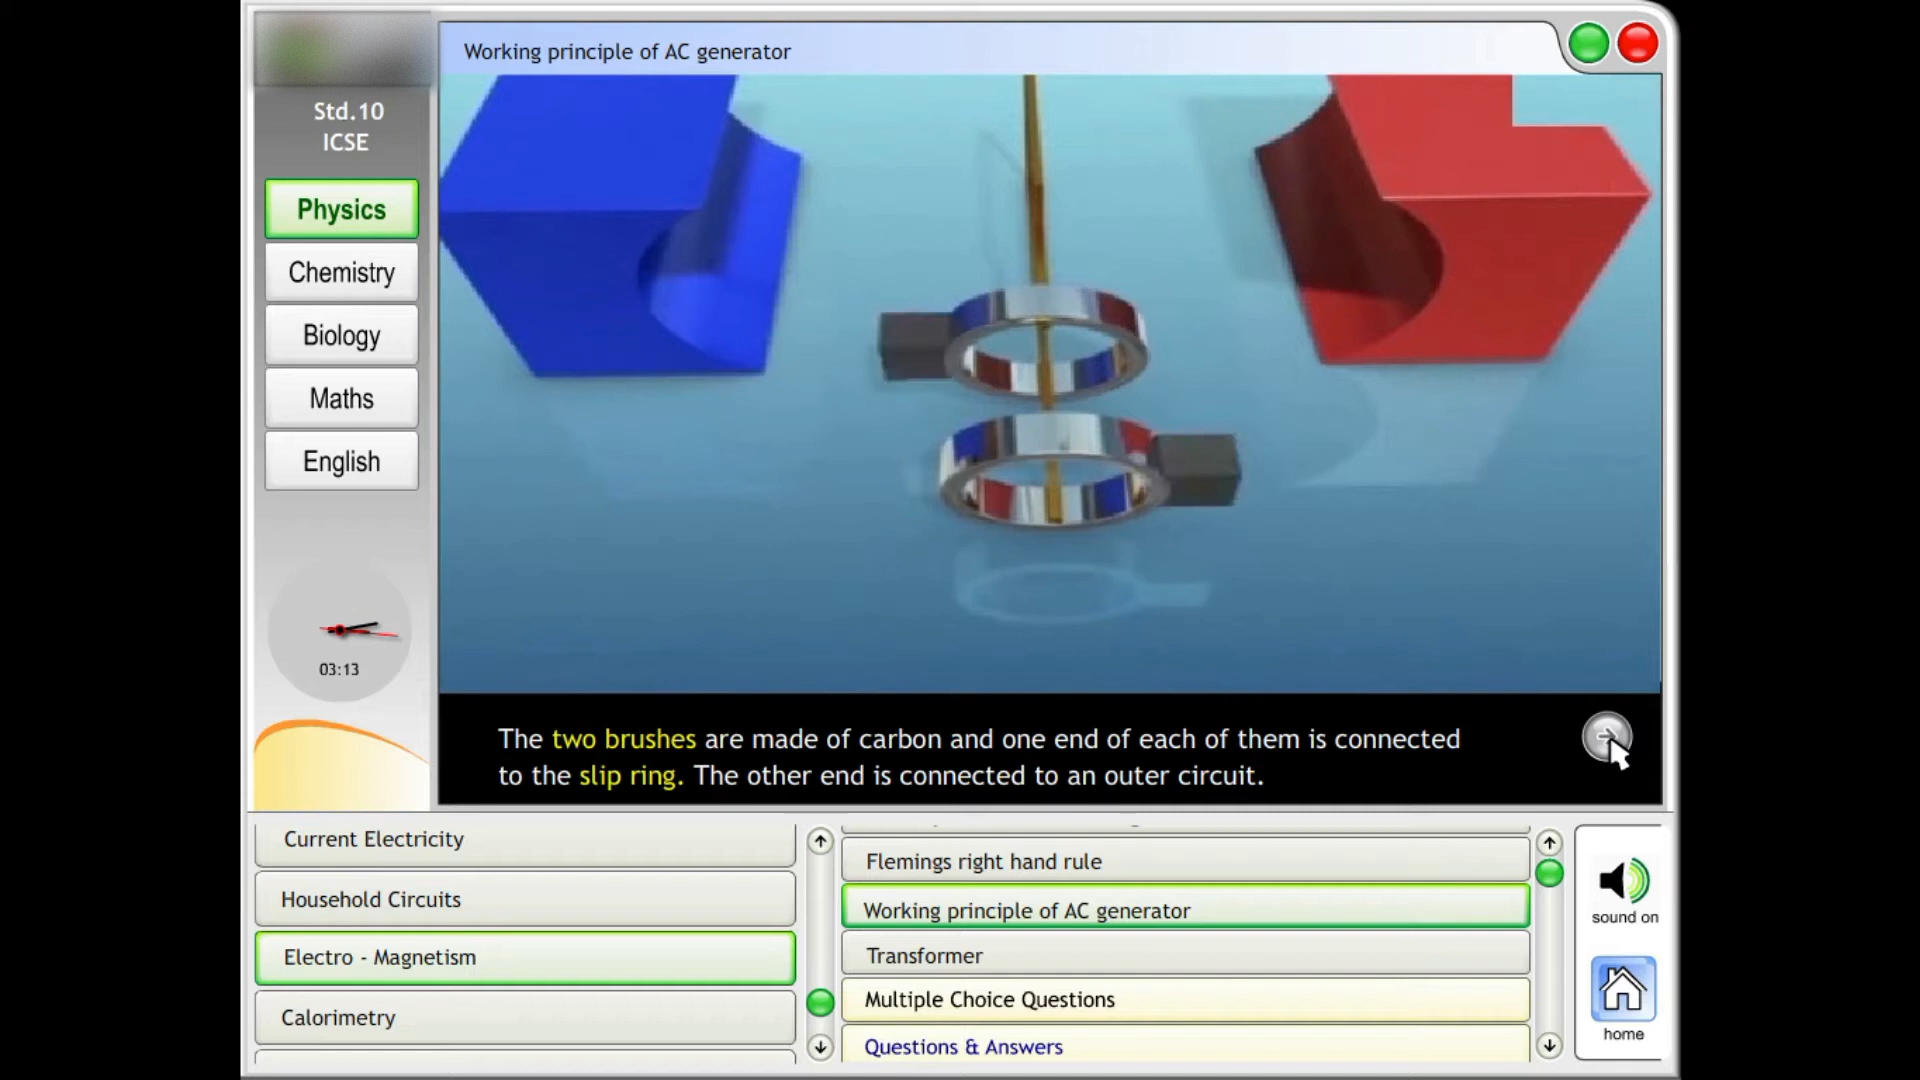 Working principle of AC generator
Std.10
ICSE
Physics
Chemistry
Biology
Maths
English
03:13
The two brushes are made of carbon and one end of each of them is connected
to the slip ring. The other end is connected to an outer circuit.
Current Electricity
Household Circuits
Electro - Magnetism
Calorimetry
Flemings right hand rule
Working principle of AC generator
Transformer
Multiple Choice Questions
Questions & Answers
sound on
home